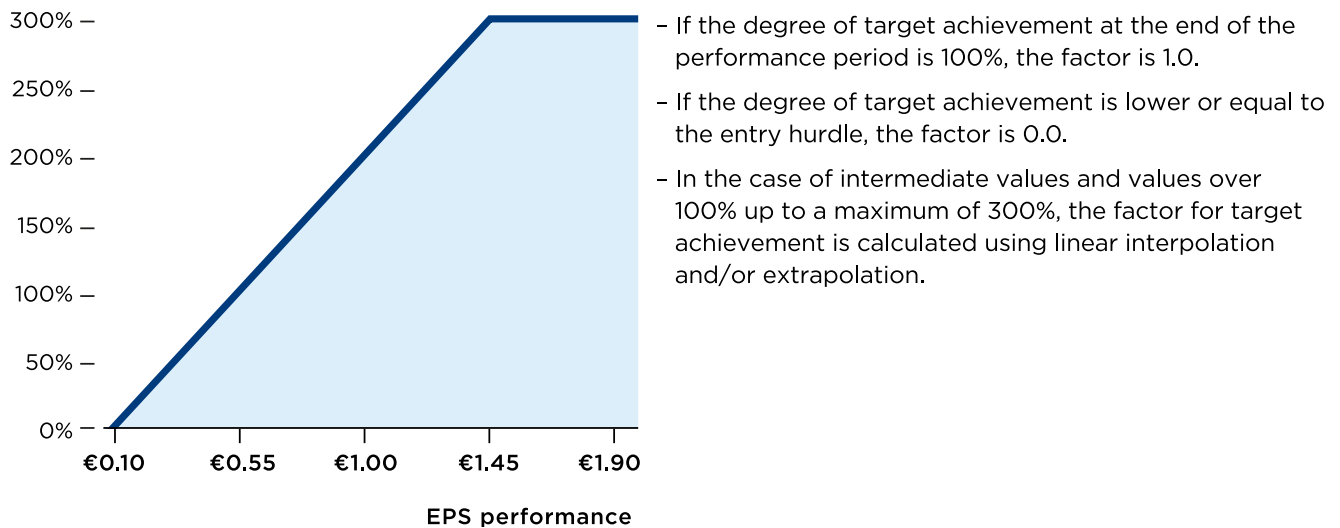 300%
250% –
200% –
150% –
100% –
50% –
0% –
€0.10 €0.55 €1.00 €1.45 €1.90
EPS performance
– If the degree of target achievement at the end of the
performance period is 100%, the factor is 1.0.
– If the degree of target achievement is lower or equal to
the entry hurdle, the factor is 0.0.
– In the case of intermediate values and values over
100% up to a maximum of 300%, the factor for target
achievement is calculated using linear interpolation
and/or extrapolation.